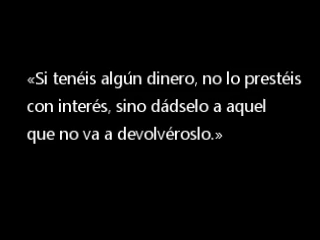 «Si tenéis algún dinero, no lo prestéis
con interés, sino dádselo a aquel
que no va a devolvéroslo.»